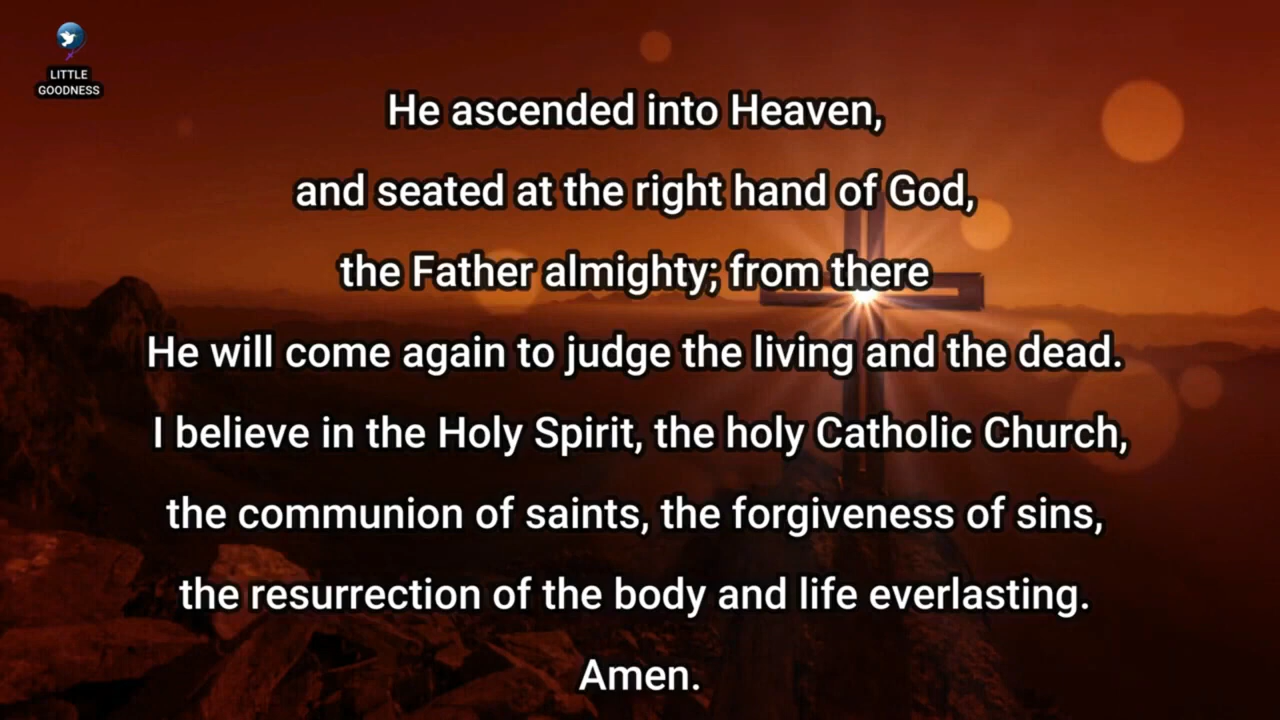 LITTLE
GOODNESS
He ascended into Heaven,
and seated at the right hand of God,
the Father almighty; from there
He will come again to judge the living and the dead.
I believe in the Holy Spirit, the holy Catholic Church,
the communion of saints, the forgiveness of sins,
the resurrection of the body and life everlasting.
Amen.